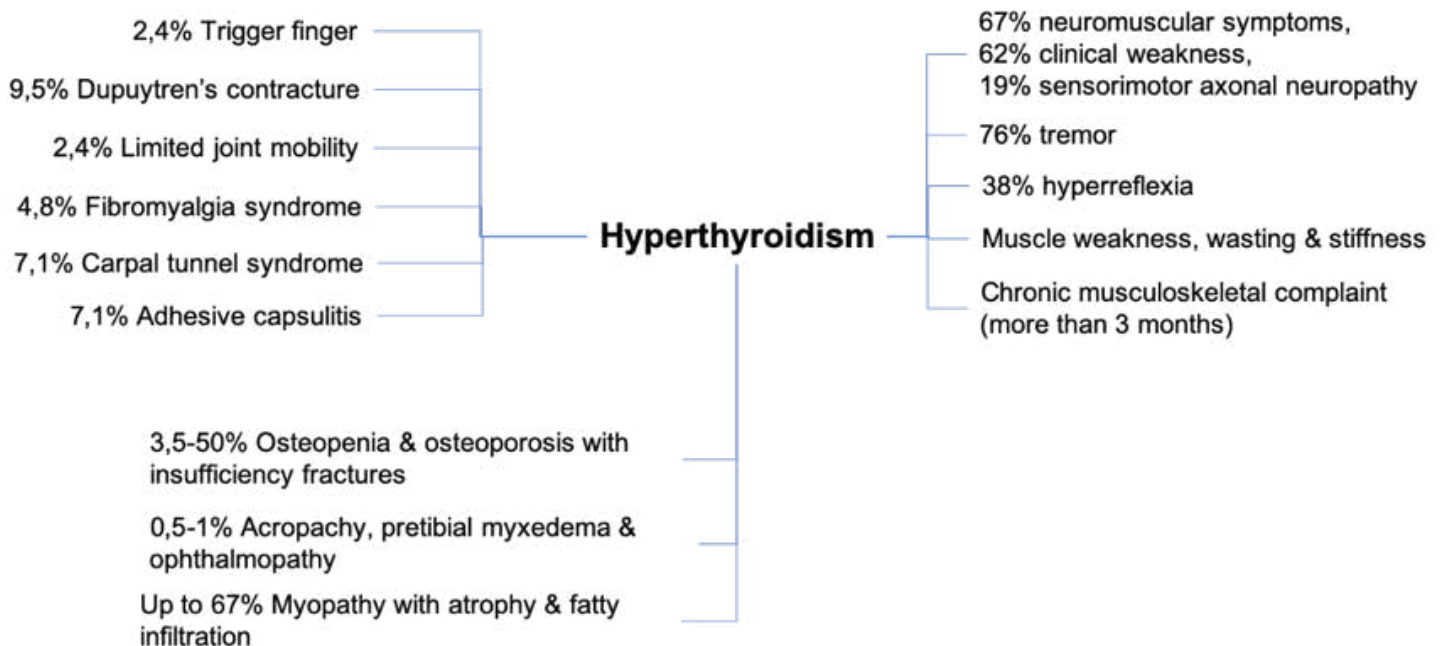 2,4% Trigger finger
9,5% Dupuytren's contracture
2,4% Limited joint mobility
4,8% Fibromyalgia syndrome
7,1% Carpal tunnel syndrome
7,1% Adhesive capsulitis
Hyperthyroidism
67% neuromuscular symptoms,
62% clinical weakness,
19% sensorimotor axonal neuropathy
76% tremor
38% hyperreflexia
Muscle weakness, wasting & stiffness
Chronic musculoskeletal complaint
(more than 3 months)
3,5-50% Osteopenia & osteoporosis with
insufficiency fractures
0,5-1% Acropachy, pretibial myxedema &
ophthalmopathy
Up to 67% Myopathy with atrophy & fatty
infiltration